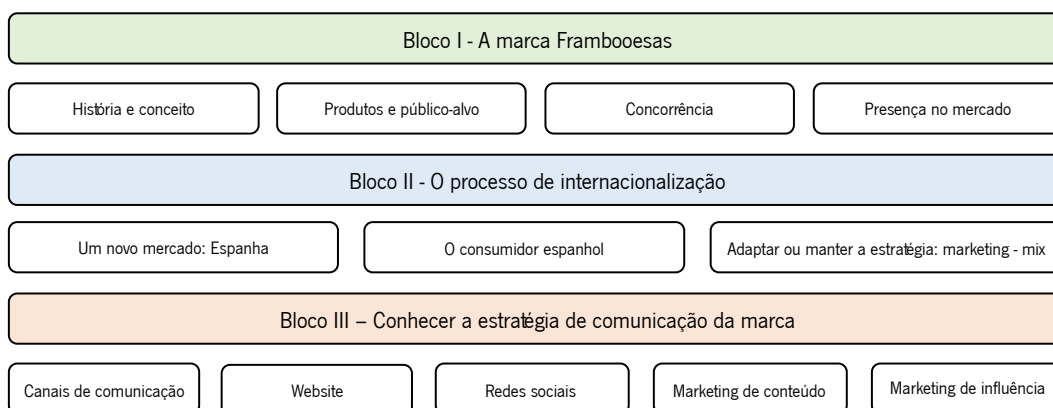 Bloco I - A marca Frambooesas
História e conceito
Produtos e público-alvo
Concorrência
Presença no mercado
Bloco II - O processo de internacionalização
Um novo mercado: Espanha
O consumidor espanhol
Adaptar ou manter a estratégia: marketing - mix
Bloco III – Conhecer a estratégia de comunicação da marca
Canais de comunicação
Website
Redes sociais
Marketing de conteúdo
Marketing de influência